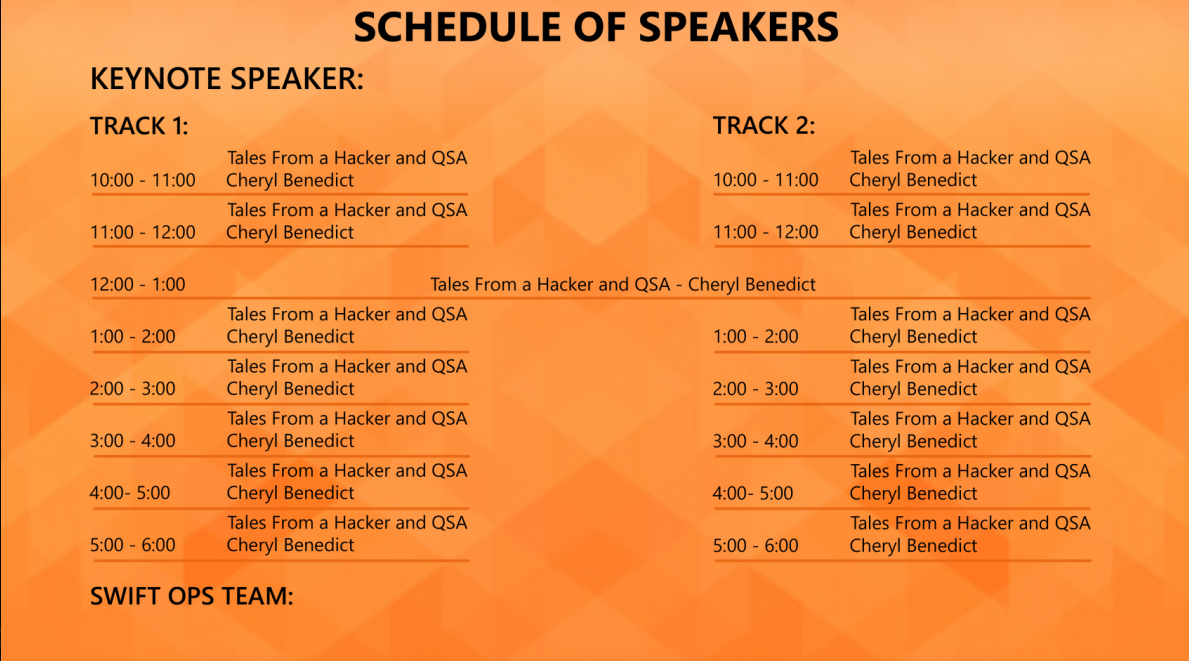 SCHEDULE OF SPEAKERS
KEYNOTE SPEAKER:
TRACK 1:
Tales From a Hacker and QSA
10:00 - 11:00 Cheryl Benedict
Tales From a Hacker and QSA
11:00 - 12:00 Cheryl Benedict
TRACK 2:
Tales From a Hacker and QSA
10:00 - 11:00 Cheryl Benedict
Tales From a Hacker and QSA
11:00 - 12:00 Cheryl Benedict
12:00 - 1:00 Tales From a Hacker and QSA - Cheryl Benedict
Tales From a Hacker and QSA
1:00 - 2:00 Cheryl Benedict
Tales From a Hacker and QSA
2:00 - 3:00 Cheryl Benedict
Tales From a Hacker and QSA
3:00 - 4:00 Cheryl Benedict
Tales From a Hacker and QSA
4:00- 5:00 Cheryl Benedict
Tales From a Hacker and QSA
5:00 - 6:00 Cheryl Benedict
Tales From a Hacker and QSA
1:00 - 2:00 Cheryl Benedict
Tales From a Hacker and QSA
2:00 - 3:00 Cheryl Benedict
Tales From a Hacker and QSA
3:00 - 4:00 Cheryl Benedict
Tales From a Hacker and QSA
4:00- 5:00 Cheryl Benedict
Tales From a Hacker and QSA
5:00 - 6:00 Cheryl Benedict
SWIFT OPS TEAM: